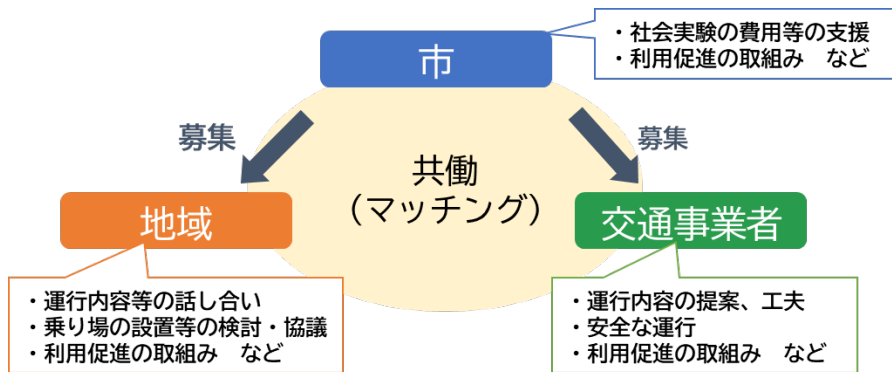 市
・社会実験の費用等の支援
・利用促進の取組み　など
募集
募集
共働
（マッチング）
地域
交通事業者
・運行内容等の話し合い
・乗り場の設置等の検討・協議
・利用促進の取組み　など
・運行内容の提案、工夫
・安全な運行
・利用促進の取組み　など